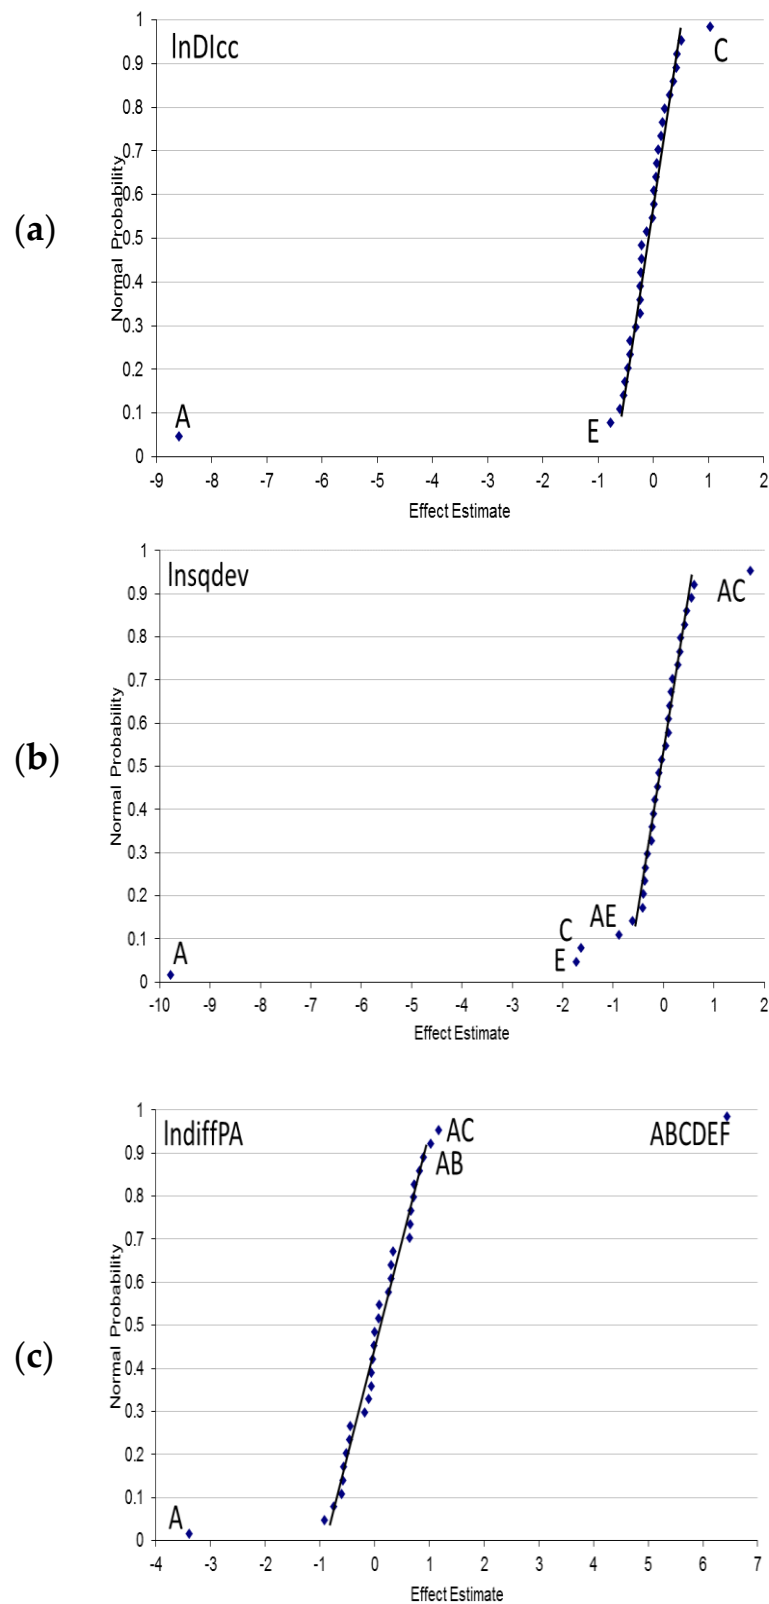 (a)
lnDIcc
Normal Probability
1
0.9
0.8
0.7
0.6
0.5
0.4
0.3
0.2
0.1
0
C
A
E
-9 -8 -7 -6 -5 -4 -3 -2 -1 0 1 2
Effect Estimate
(b)
lnsqdev
Normal Probability
1
0.9
0.8
0.7
0.6
0.5
0.4
0.3
0.2
0.1
0
AC
AE
C
E
A
-10 -9 -8 -7 -6 -5 -4 -3 -2 -1 0 1 2
Effect Estimate
(c)
lndiffPA
Normal Probability
1
0.9
0.8
0.7
0.6
0.5
0.4
0.3
0.2
0.1
0
AC
AB
ABCDEF
A
-4 -3 -2 -1 0 1 2 3 4 5 6 7
Effect Estimate